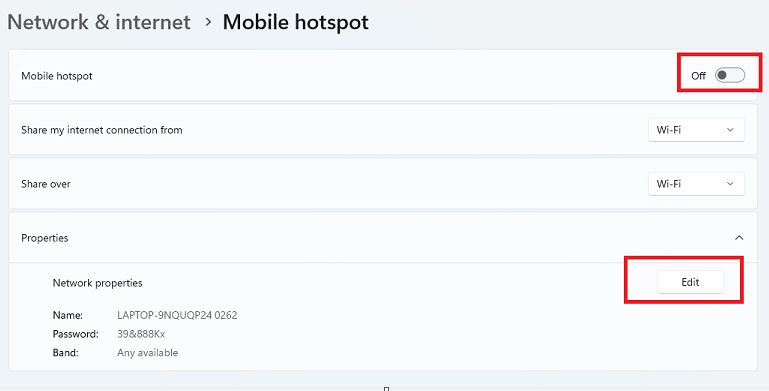 Network & internet > Mobile hotspot
Mobile hotspot Off
Share my internet connection from Wi-Fi
Share over Wi-Fi
Properties
Network properties Edit
Name: LAPTOP-9NQUQP24 0262
Password: 39&888Kx
Band: Any available